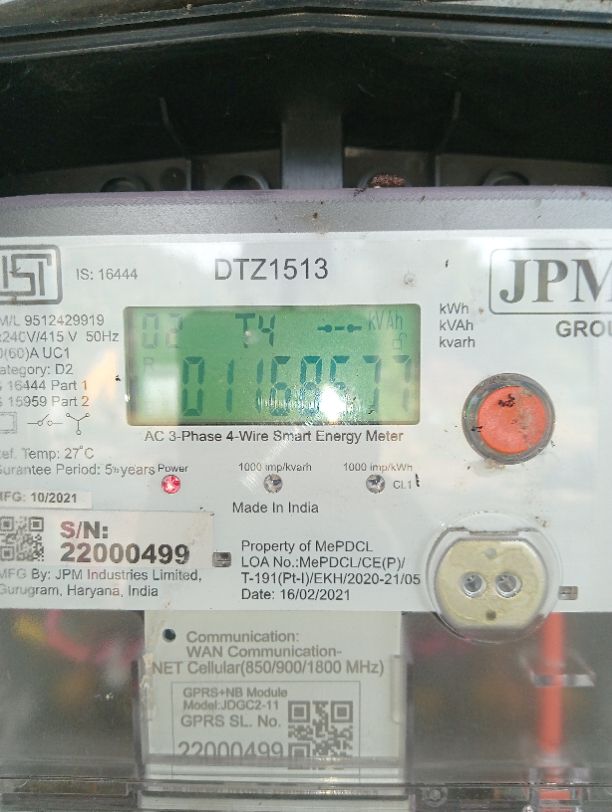 IS: 16444
DTZ1513
JPM
GROU
M/L 9512429919
240V/415 V 50Hz
0(60)A UC1
ategory: D2
16444 Part 1
15959 Part 2
ef. Temp: 27°C
Gurantee Period: 5½years
MFG: 10/2021
02 T4 kVAh
kWh
kVAh
kvarh
AC 3-Phase 4-Wire Smart Energy Meter
Power
1000 imp/kvarh
1000 imp/kWh
CL1
Made In India
S/N:
22000499
MFG By: JPM Industries Limited,
Gurugram, Haryana, India
Property of MePDCL
LOA No.:MePDCL/CE(P)/
T-191(Pt-I)/EKH/2020-21/05
Date: 16/02/2021
Communication:
WAN Communication-
NET Cellular(850/900/1800 MHz)
GPRS+NB Module
Model:JDGC2-11
GPRS SL. No.
22000499